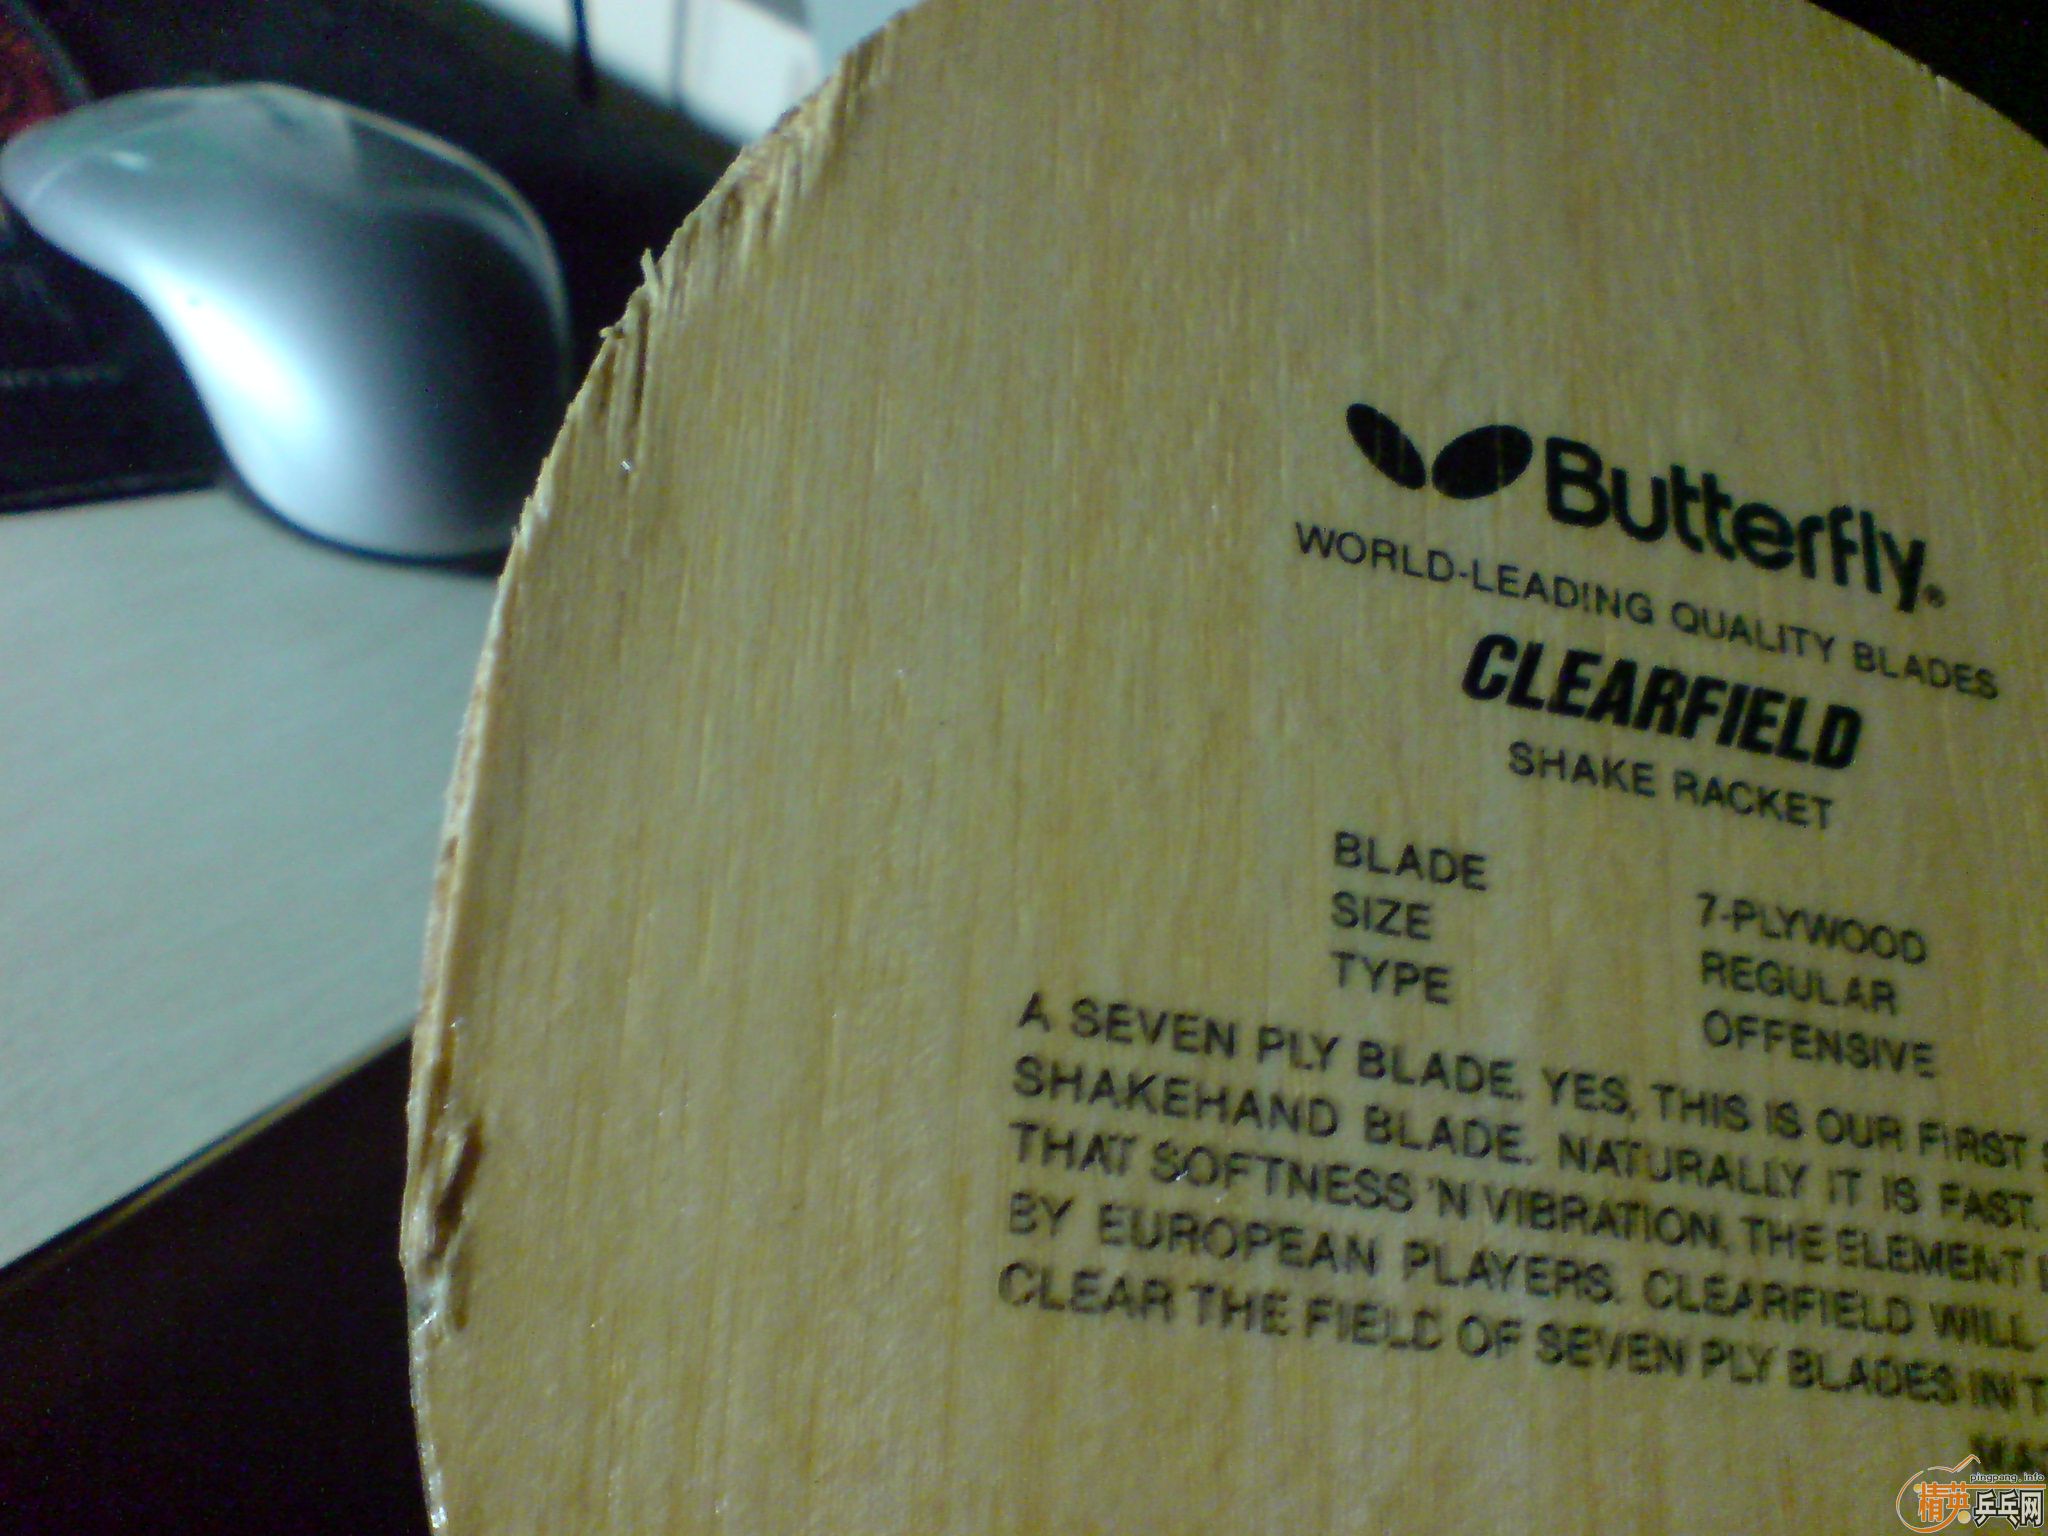 Butterfly®
WORLD-LEADING QUALITY BLADES
CLEARFIELD
SHAKE RACKET
BLADE 7-PLYWOOD
SIZE REGULAR
TYPE OFFENSIVE
A SEVEN PLY BLADE. YES, THIS IS OUR FIRST
SHAKEHAND BLADE. NATURALLY IT IS FAST.
THAT SOFTNESS 'N VIBRATION, THE ELEMENT
BY EUROPEAN PLAYERS. CLEARFIELD WILL
CLEAR THE FIELD OF SEVEN PLY BLADES IN
pingpang.info
精英乒乓网